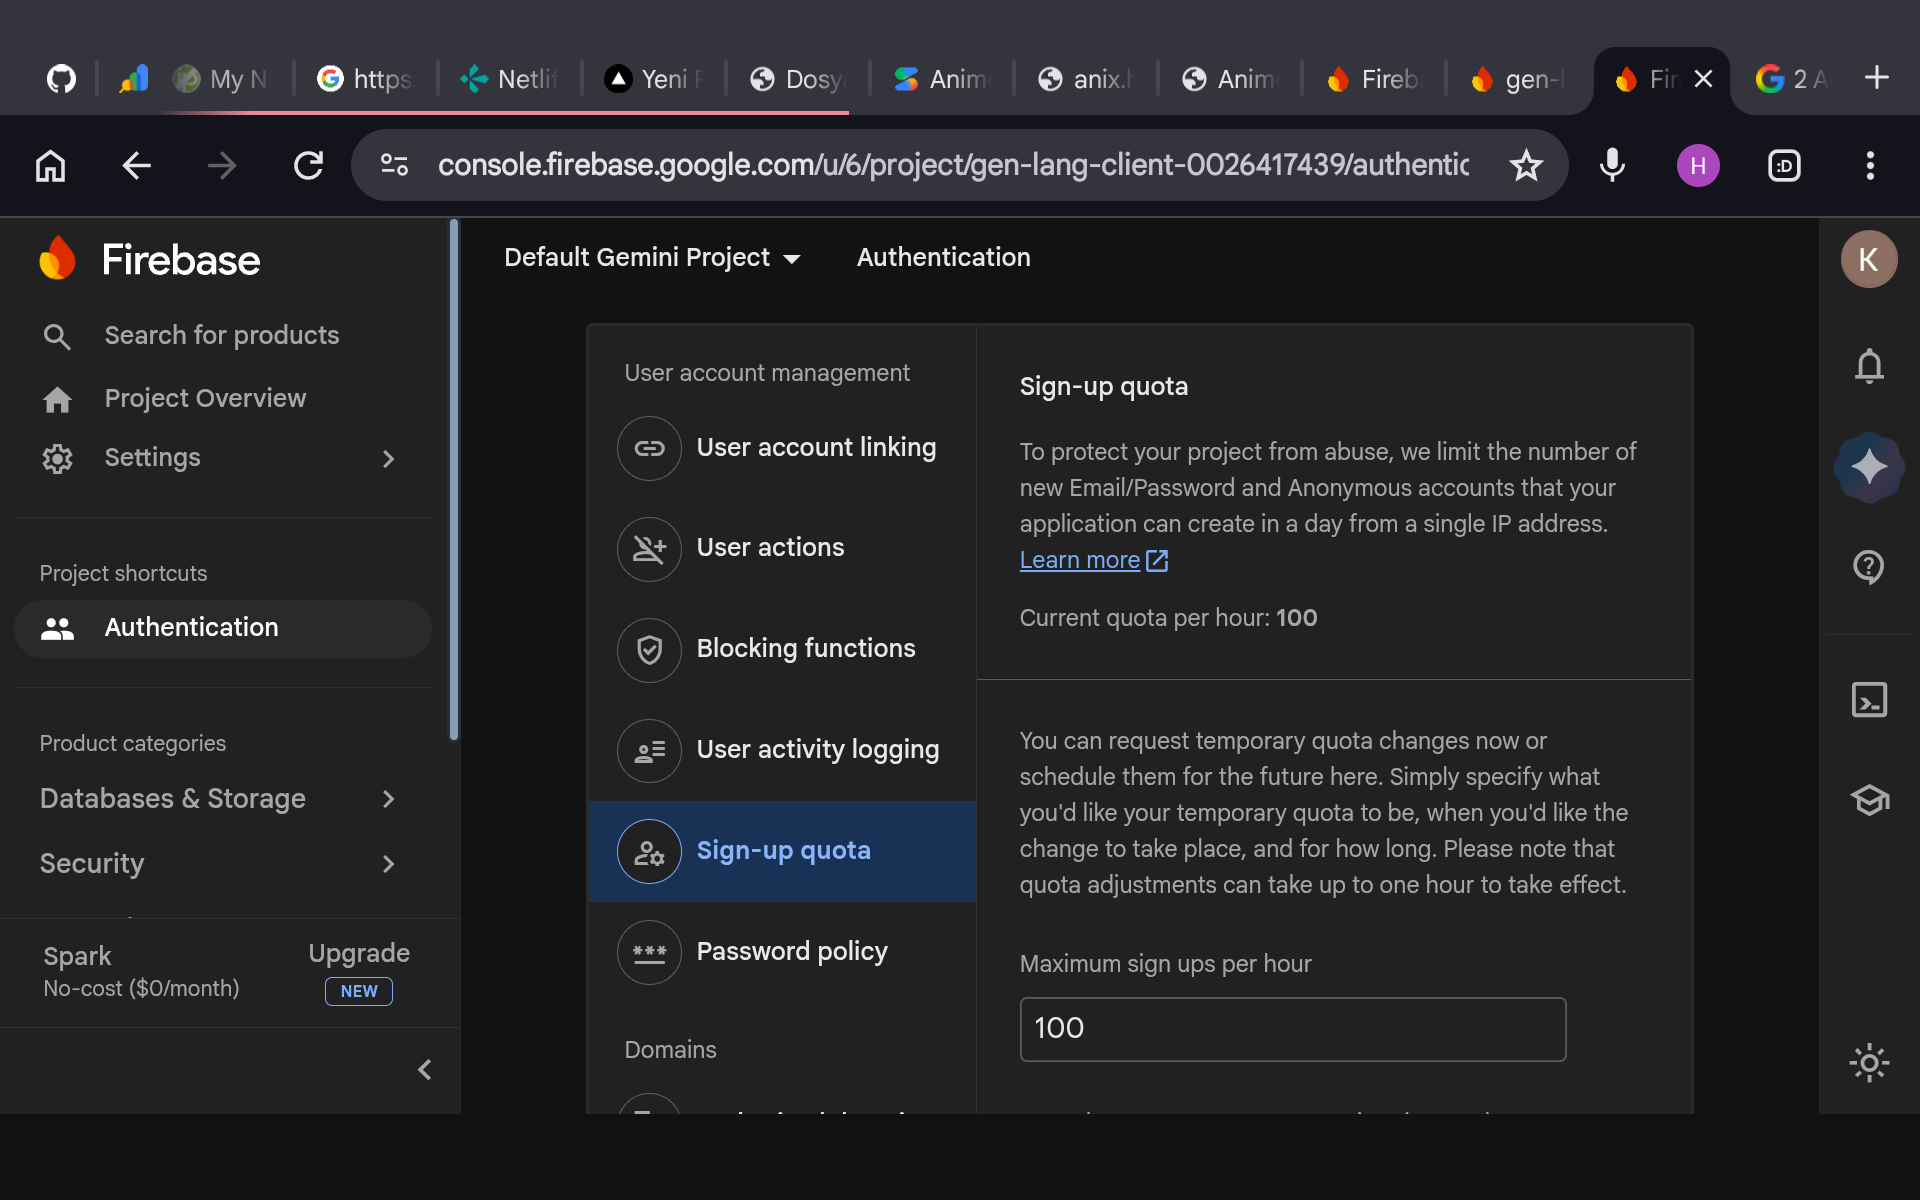 My N
https
Netlif
Yeni
Dosy
Anim
anix.
Anim
Fireb
gen-l
Fir
2 A
console.firebase.google.com/u/6/project/gen-lang-client-0026417439/authentic
H
:D
Firebase
Search for products
Project Overview
Settings
Project shortcuts
Authentication
Product categories
Databases & Storage
Security
Spark
No-cost ($0/month)
Upgrade
NEW
Default Gemini Project
Authentication
K
User account management
User account linking
User actions
Blocking functions
User activity logging
Sign-up quota
Password policy
Domains
Sign-up quota
To protect your project from abuse, we limit the number of
new Email/Password and Anonymous accounts that your
application can create in a day from a single IP address.
Learn more
Current quota per hour: 100
You can request temporary quota changes now or
schedule them for the future here. Simply specify what
you'd like your temporary quota to be, when you'd like the
change to take place, and for how long. Please note that
quota adjustments can take up to one hour to take effect.
Maximum sign ups per hour
100